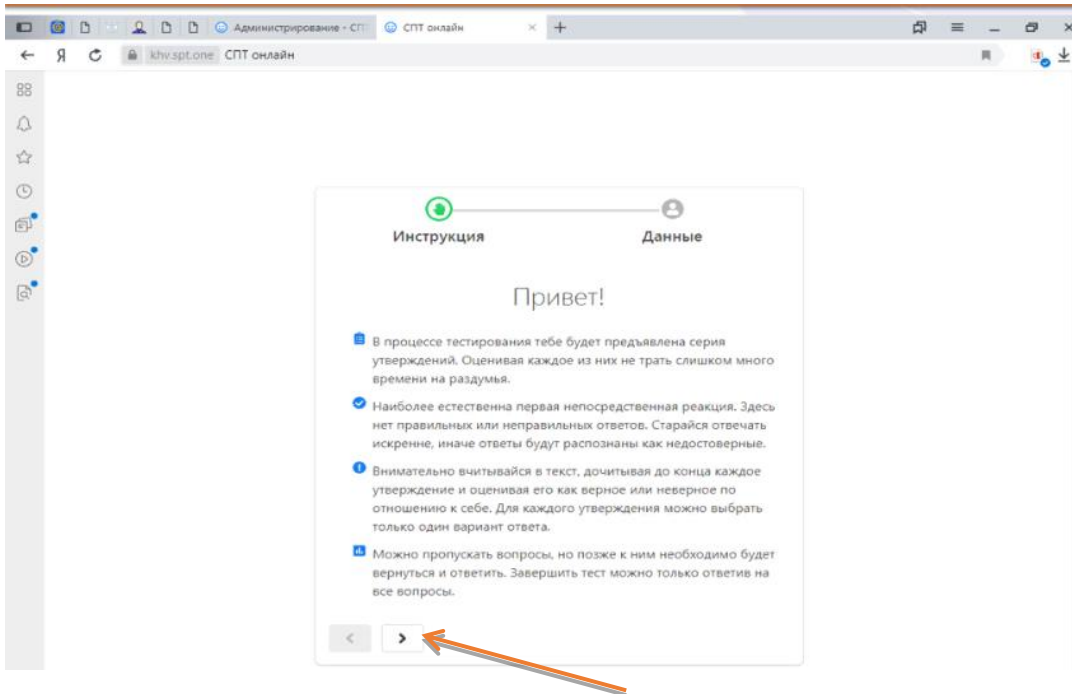 Администрирование - СП
СПТ онлайн
khv.spt.one СПТ онлайн
Инструкция
Данные
Привет!
В процессе тестирования тебе будет предъявлена серия
утверждений. Оценивая каждое из них не трать слишком много
времени на раздумья.
Наиболее естественна первая непосредственная реакция. Здесь
нет правильных или неправильных ответов. Старайся отвечать
искренне, иначе ответы будут распознаны как недостоверные.
Внимательно вчитывайся в текст, дочитывая до конца каждое
утверждение и оценивая его как верное или неверное по
отношению к себе. Для каждого утверждения можно выбрать
только один вариант ответа.
Можно пропускать вопросы, но позже к ним необходимо будет
вернуться и ответить. Завершить тест можно только ответив на
все вопросы.